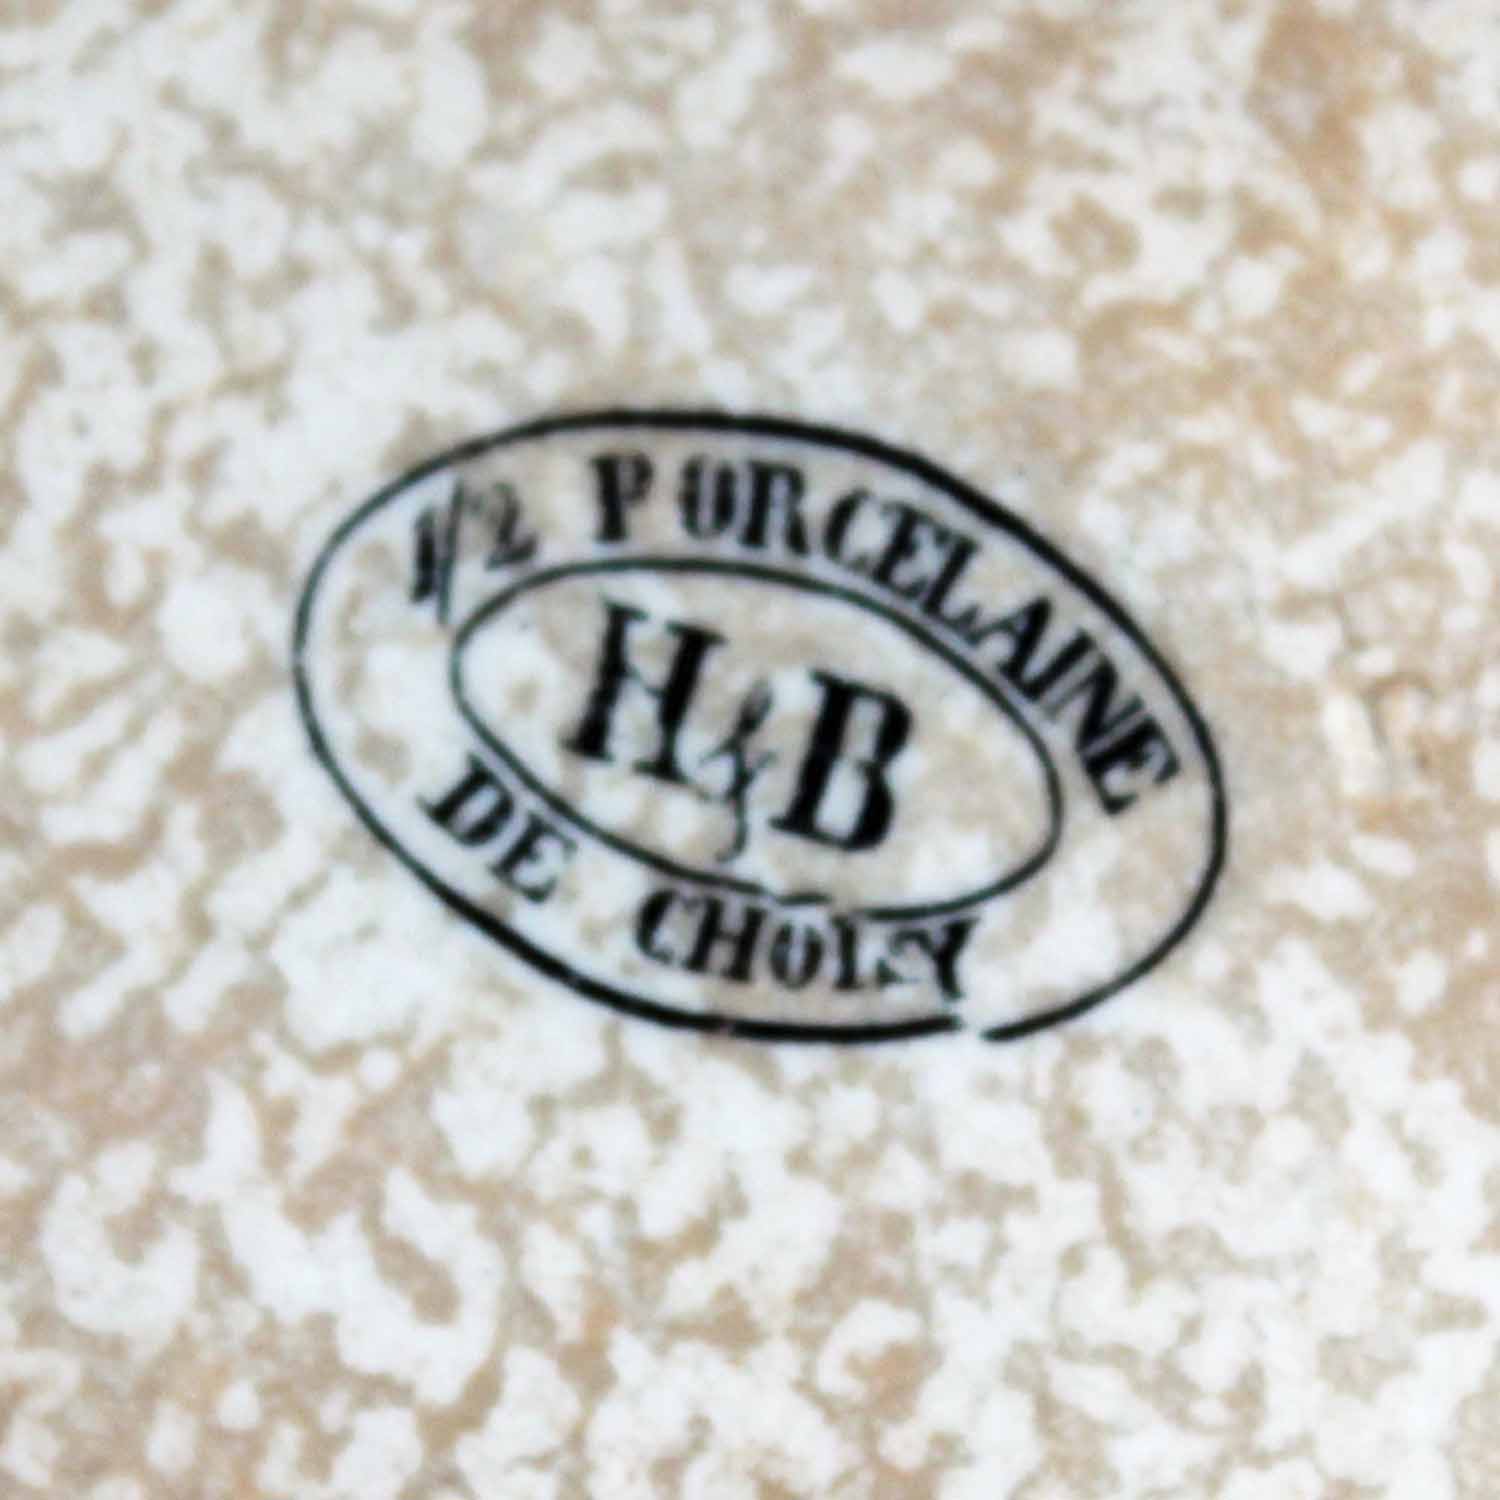 1/2 PORCELAINE
H&B
DE CHOISY